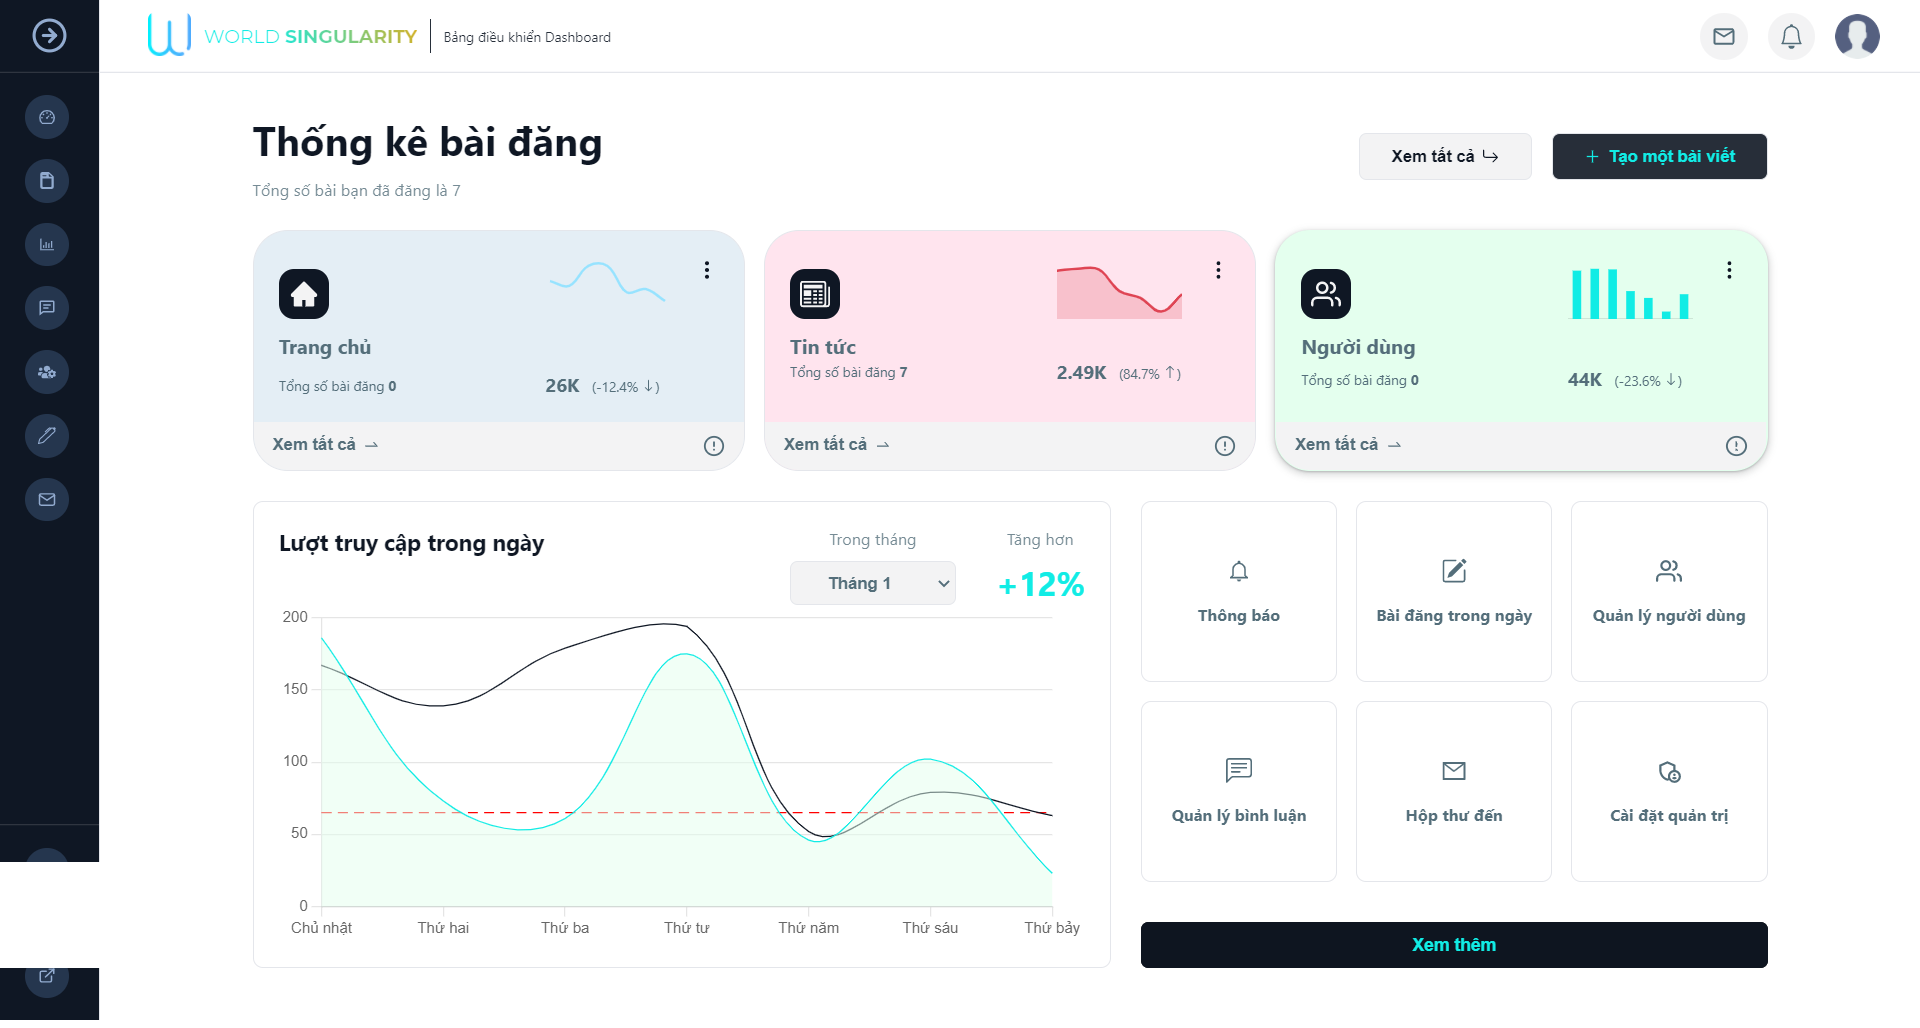 WORLD SINGULARITY
Bảng điều khiển Dashboard
Thống kê bài đăng
Tổng số bài bạn đã đăng là 7
Xem tất cả
+ Tạo một bài viết
Trang chủ
Tổng số bài đăng 0
26K (-12.4% ↓)
Xem tất cả →
Tin tức
Tổng số bài đăng 7
2.49K (84.7% ↑)
Xem tất cả →
Người dùng
Tổng số bài đăng 0
44K (-23.6% ↓)
Xem tất cả →
Lượt truy cập trong ngày
Trong tháng
Tháng 1
Tăng hơn
+12%
200
150
100
50
0
Chủ nhật
Thứ hai
Thứ ba
Thứ tư
Thứ năm
Thứ sáu
Thứ bảy
Thông báo
Bài đăng trong ngày
Quản lý người dùng
Quản lý bình luận
Hộp thư đến
Cài đặt quản trị
Xem thêm